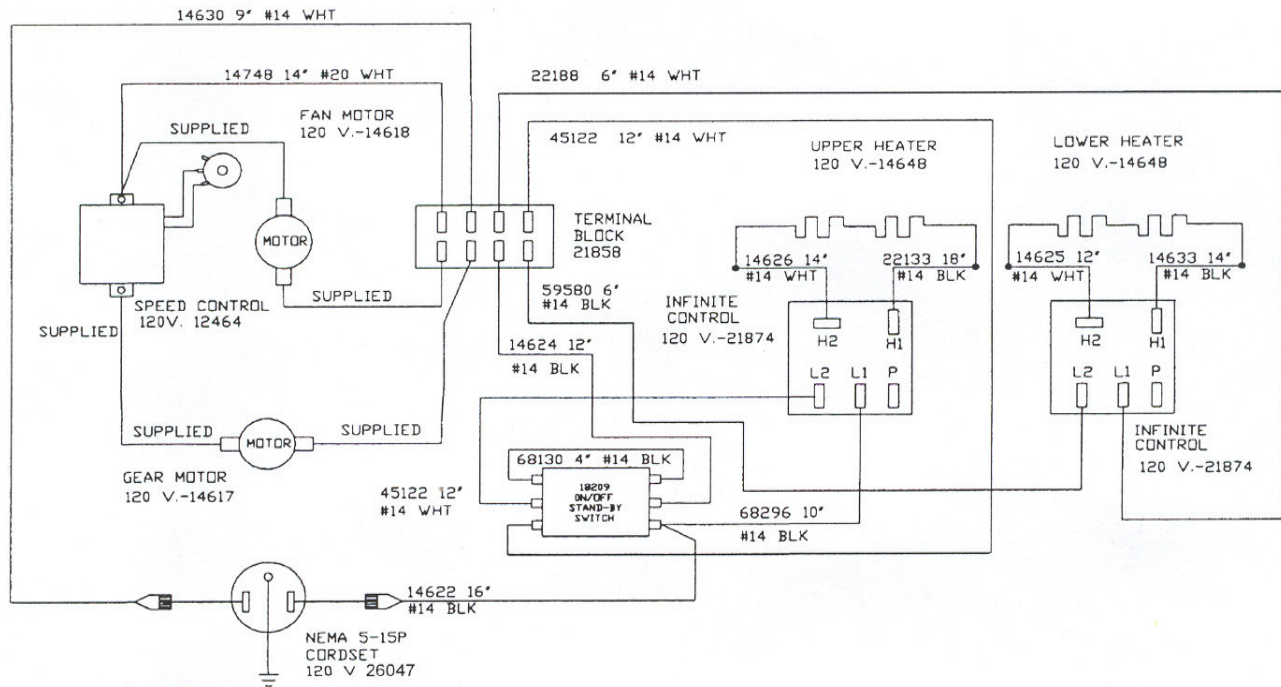 14630 9" #14 WHT
14748 14" #20 WHT
22188 6" #14 WHT
FAN MOTOR
120 V.-14618
SUPPLIED
45122 12" #14 WHT
UPPER HEATER
120 V.-14648
LOWER HEATER
120 V.-14648
MOTOR
TERMINAL
BLOCK
21858
14626 14"
#14 WHT
22133 18"
#14 BLK
14625 12"
#14 WHT
14633 14"
#14 BLK
SUPPLIED
59580 6"
#14 BLK
SPEED CONTROL
120V. 12464
SUPPLIED
INFINITE
CONTROL
120 V.-21874
H2
H1
L2
L1
P
H2
H1
L2
L1
P
14624 12"
#14 BLK
SUPPLIED
MOTOR
SUPPLIED
GEAR MOTOR
120 V.-14617
INFINITE
CONTROL
120 V.-21874
68130 4" #14 BLK
18209
ON/OFF
STAND-BY
SWITCH
45122 12"
#14 WHT
68296 10"
#14 BLK
14622 16"
#14 BLK
NEMA 5-15P
CORDSET
120 V 26047